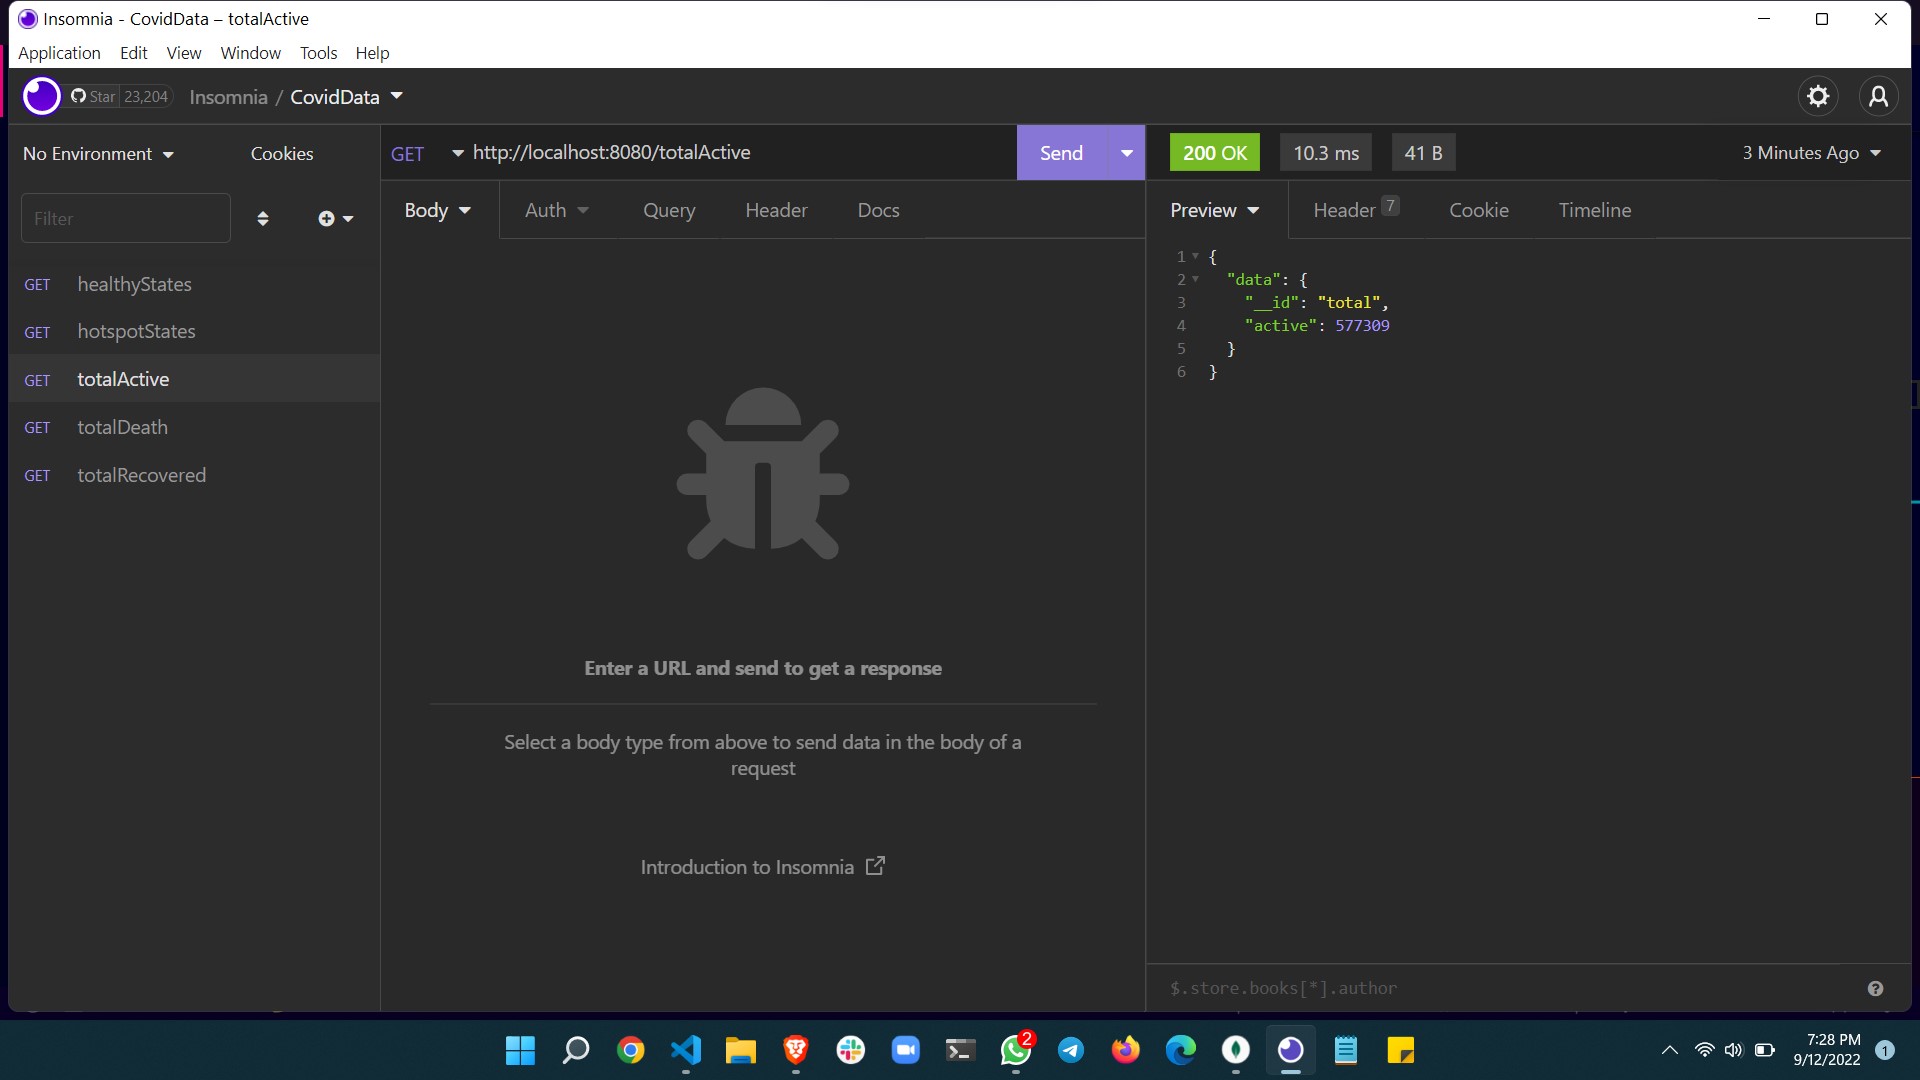 Insomnia - CovidData – totalActive
Application Edit View Window Tools Help
Star 23,204 Insomnia / CovidData
No Environment Cookies
Filter
GET healthyStates
GET hotspotStates
GET totalActive
GET totalDeath
GET totalRecovered
GET http://localhost:8080/totalActive Send
Body Auth Query Header Docs
Enter a URL and send to get a response
Select a body type from above to send data in the body of a
request
Introduction to Insomnia
200 OK 10.3 ms 41 B 3 Minutes Ago
Preview Header 7 Cookie Timeline
1 {
2 "data": {
3 "__id": "total",
4 "active": 577309
5 }
6 }
$.store.books[*].author
2
7:28 PM
9/12/2022
1